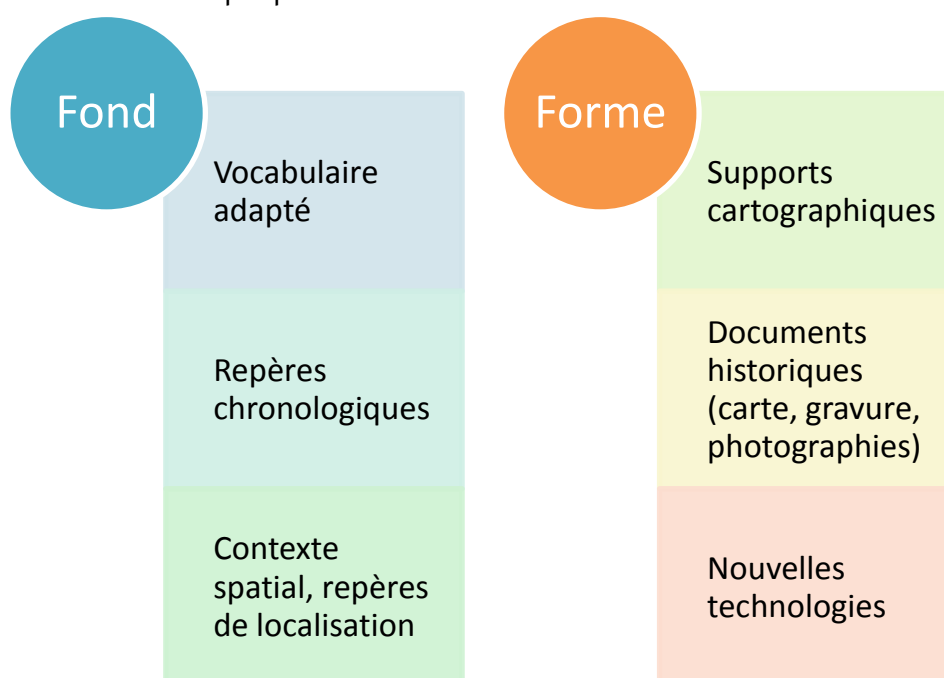 Fond
Vocabulaire
adapté
Repères
chronologiques
Contexte
spatial, repères
de localisation
Forme
Supports
cartographiques
Documents
historiques
(carte, gravure,
photographies)
Nouvelles
technologies